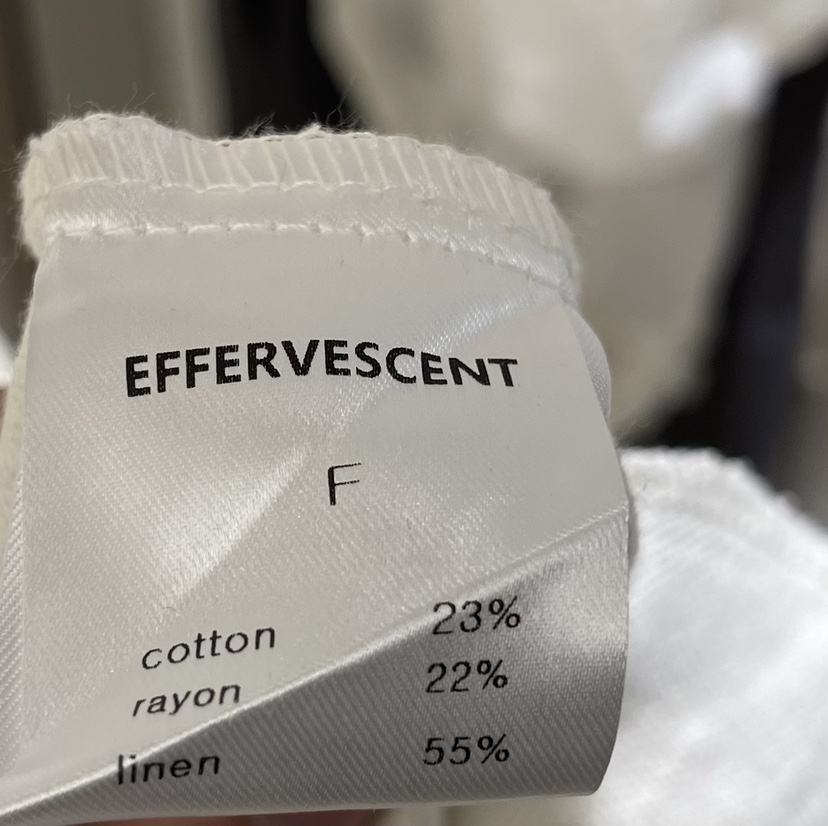 EFFERVESCENT
F
cotton 23%
rayon 22%
linen 55%